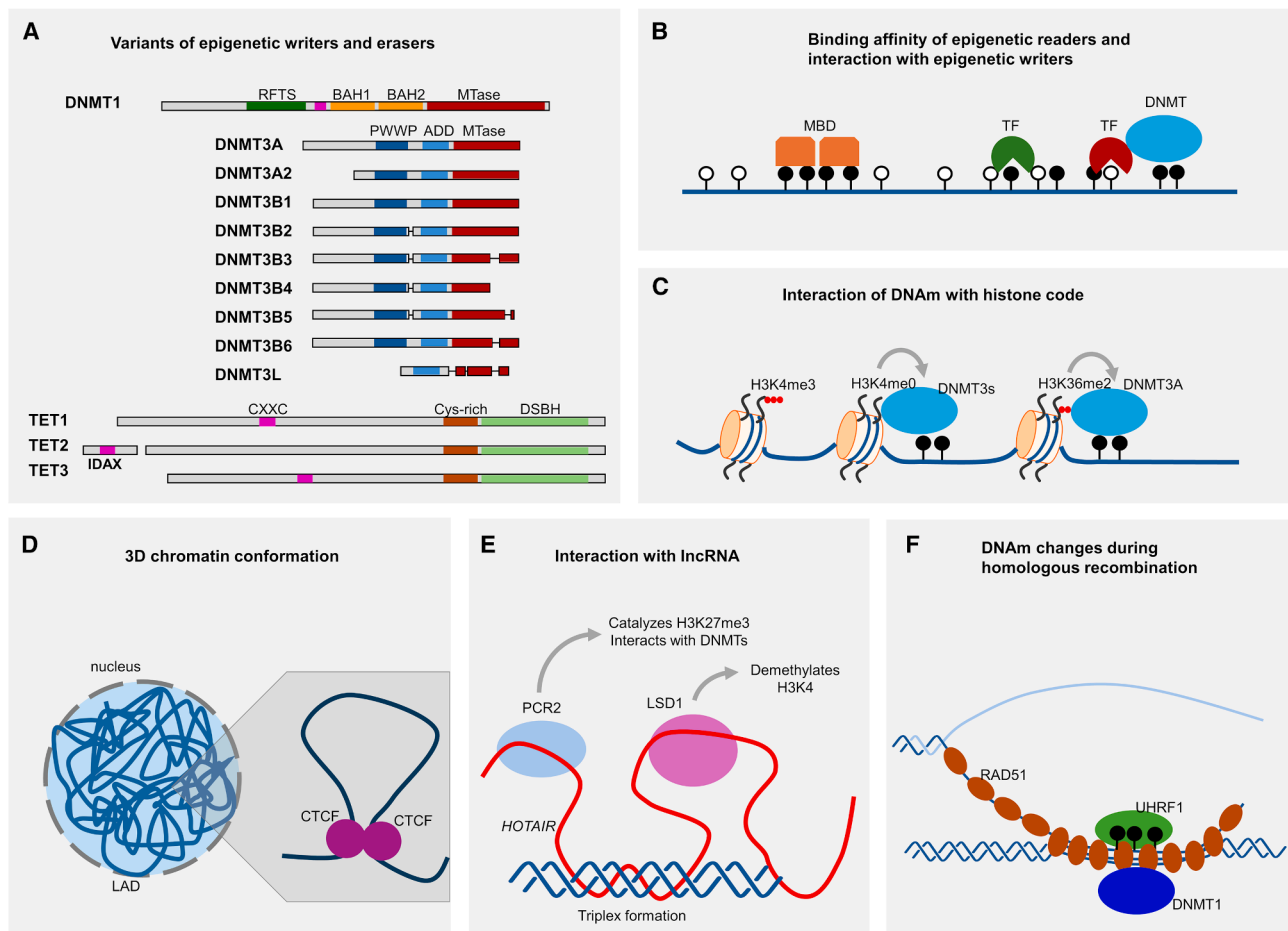 A
Variants of epigenetic writers and erasers
DNMT1
RFTS
BAH1
BAH2
MTase
PWWP
ADD
MTase
DNMT3A
DNMT3A2
DNMT3B1
DNMT3B2
DNMT3B3
DNMT3B4
DNMT3B5
DNMT3B6
DNMT3L
CXXC
Cys-rich
DSBH
TET1
TET2
IDAX
TET3
B
Binding affinity of epigenetic readers and
interaction with epigenetic writers
MBD
TF
TF
DNMT
C
Interaction of DNAm with histone code
H3K4me3
H3K4me0
DNMT3s
H3K36me2
DNMT3A
D
3D chromatin conformation
nucleus
CTCF
CTCF
LAD
E
Interaction with lncRNA
Catalyzes H3K27me3
Interacts with DNMTs
Demethylates
H3K4
PCR2
LSD1
HOTAIR
Triplex formation
F
DNAm changes during
homologous recombination
RAD51
UHRF1
DNMT1